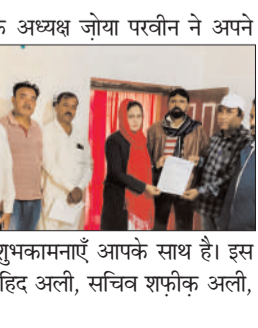 अध्यक्ष ज़ोया परवीन ने अपने
शुभकामनाएँ आपके साथ है। इस
हिद अली, सचिव शफ़ीक़ अली,